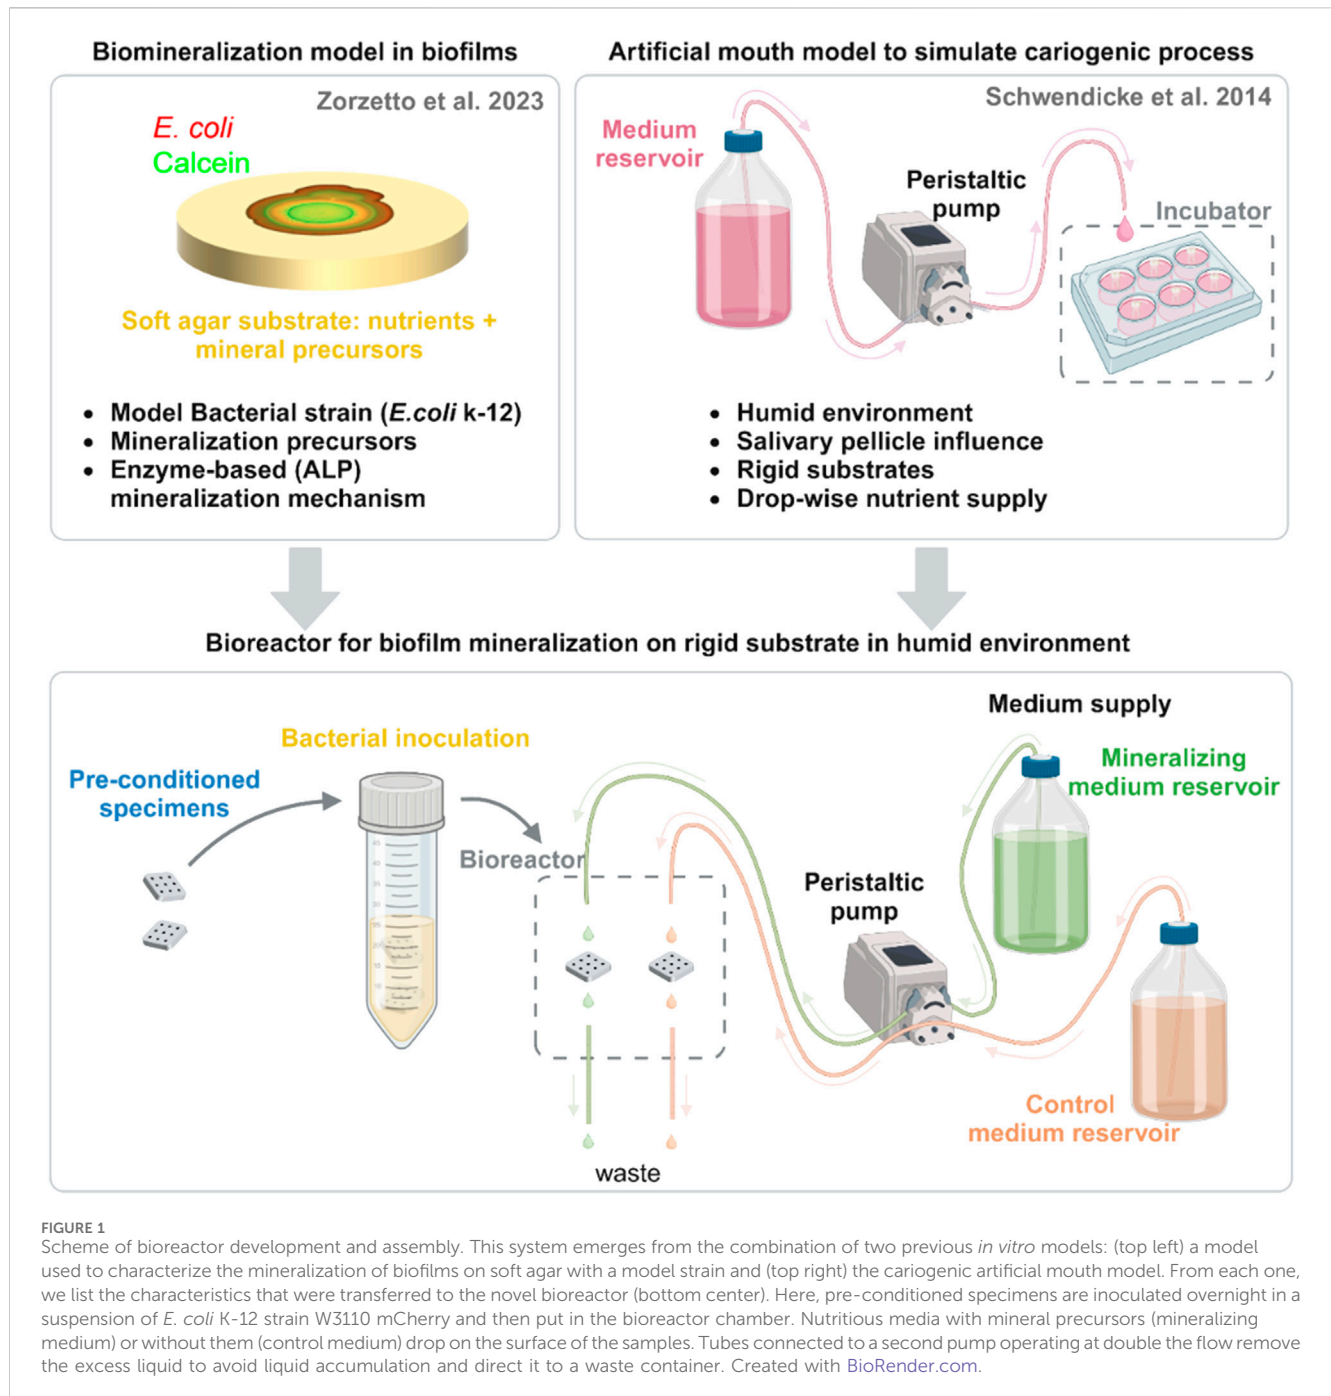 Biomineralization model in biofilms
Zorzetto et al. 2023
E. coli
Calcein
Soft agar substrate: nutrients +
mineral precursors
• Model Bacterial strain (E.coli k-12)
• Mineralization precursors
• Enzyme-based (ALP)
mineralization mechanism
Artificial mouth model to simulate cariogenic process
Schwendicke et al. 2014
Medium
reservoir
Peristaltic
pump
Incubator
• Humid environment
• Salivary pellicle influence
• Rigid substrates
• Drop-wise nutrient supply
Bioreactor for biofilm mineralization on rigid substrate in humid environment
Pre-conditioned
specimens
Bacterial inoculation
Bioreactor
Medium supply
Mineralizing
medium reservoir
Peristaltic
pump
Control
medium reservoir
waste
FIGURE 1
Scheme of bioreactor development and assembly. This system emerges from the combination of two previous in vitro models: (top left) a model
used to characterize the mineralization of biofilms on soft agar with a model strain and (top right) the cariogenic artificial mouth model. From each one,
we list the characteristics that were transferred to the novel bioreactor (bottom center). Here, pre-conditioned specimens are inoculated overnight in a
suspension of E. coli K-12 strain W3110 mCherry and then put in the bioreactor chamber. Nutritious media with mineral precursors (mineralizing
medium) or without them (control medium) drop on the surface of the samples. Tubes connected to a second pump operating at double the flow remove
the excess liquid to avoid liquid accumulation and direct it to a waste container. Created with BioRender.com.